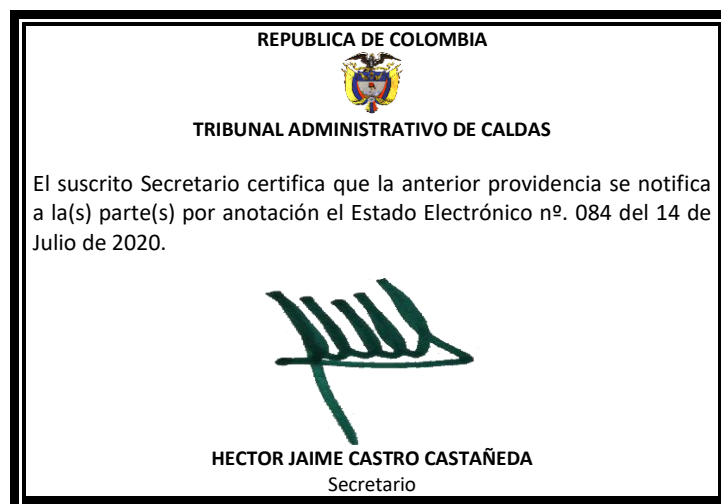 REPUBLICA DE COLOMBIA
TRIBUNAL ADMINISTRATIVO DE CALDAS
El suscrito Secretario certifica que la anterior providencia se notifica
a la(s) parte(s) por anotación el Estado Electrónico nº. 084 del 14 de
Julio de 2020.
HECTOR JAIME CASTRO CASTAÑEDA
Secretario